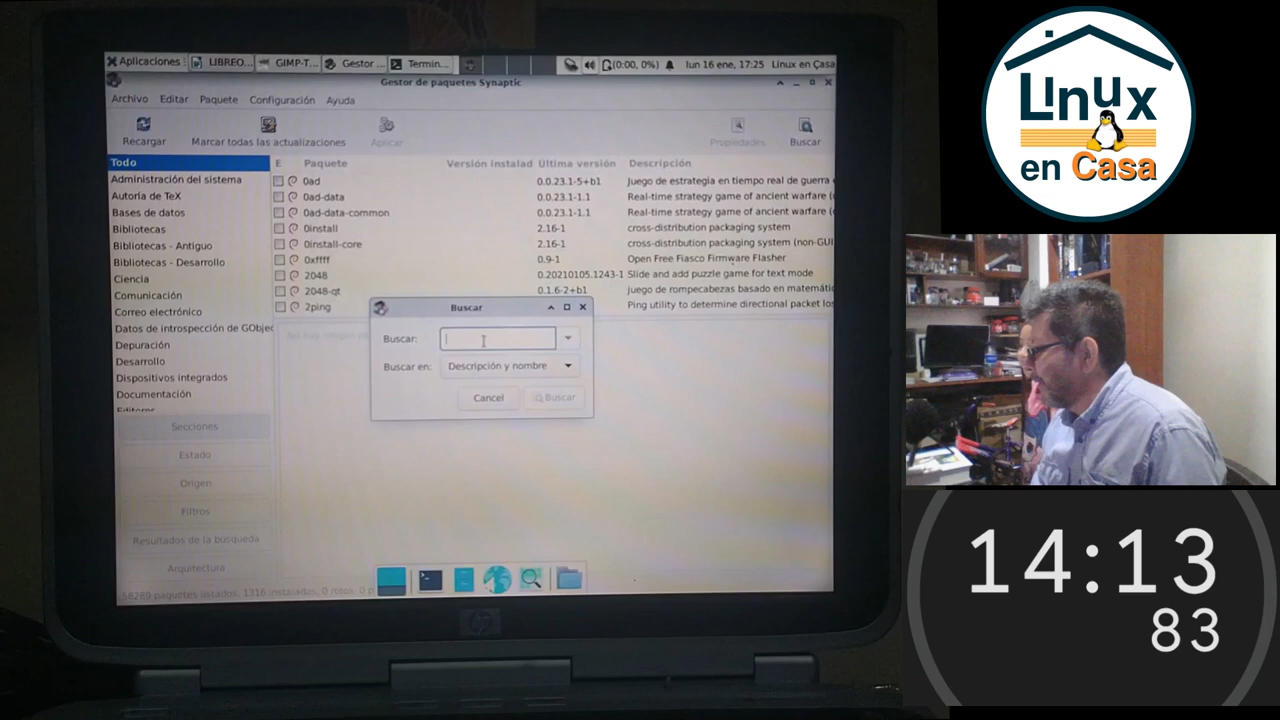 Aplicaciones
LIBREO...
GIMP-T...
Gestor ...
Termin...
(0:00, 0%)
lun 16 ene, 17:25
Linux en Casa
Gestor de paquetes Synaptic
Archivo Editar Paquete Configuración Ayuda
Recargar
Marcar todas las actualizaciones
Aplicar
Propiedades
Buscar
Todo
Administración del sistema
Autoría de TeX
Bases de datos
Bibliotecas
Bibliotecas - Antiguo
Bibliotecas - Desarrollo
Ciencia
Comunicación
Correo electrónico
Datos de introspección de GObjec
Depuración
Desarrollo
Dispositivos integrados
Documentación
Editores
Secciones
Estado
Origen
Filtros
Resultados de la búsqueda
Arquitectura
E Paquete Versión instalad Última versión Descripción
0ad 0.0.23.1-5+b1 Juego de estrategia en tiempo real de guerra
0ad-data 0.0.23.1-1.1 Real-time strategy game of ancient warfare (
0ad-data-common 0.0.23.1-1.1 Real-time strategy game of ancient warfare (
0install 2.16-1 cross-distribution packaging system
0install-core 2.16-1 cross-distribution packaging system (non-GUI
0xffff 0.9-1 Open Free Fiasco Firmware Flasher
2048 0.20210105.1243-1 Slide and add puzzle game for text mode
2048-qt 0.1.6-2+b1 juego de rompecabezas basado en matemátic
2ping Ping utility to determine directional packet los
Buscar
Buscar:
Buscar en: Descripción y nombre
Cancel
Buscar
58289 paquetes listados, 1316 instalados, 0 rotos, 0 p
hp
Linux
en Casa
14:13
83